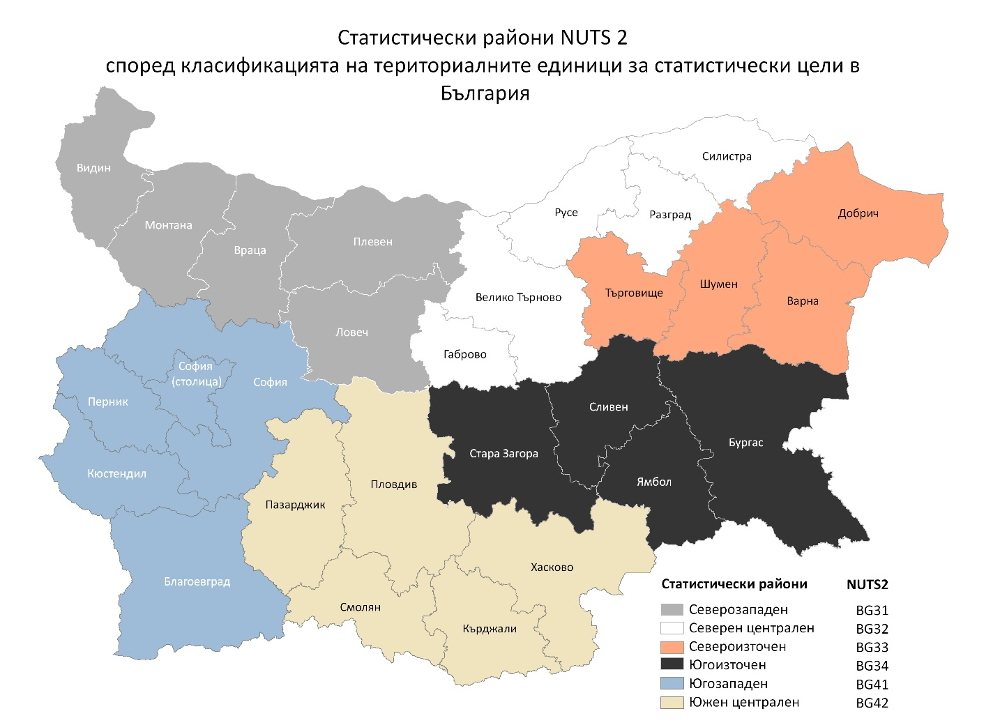 Статистически райони NUTS 2
според класификацията на териториалните единици за статистически цели в
България
Видин
Монтана
Враца
Плевен
Ловеч
Силистра
Русе
Разград
Велико Търново
Габрово
Добрич
Търговище
Шумен
Варна
София
(столица)
София
Перник
Кюстендил
Благоевград
Сливен
Стара Загора
Бургас
Ямбол
Пловдив
Пазарджик
Хасково
Смолян
Кърджали
Статистически райони NUTS2
Северозападен BG31
Северен централен BG32
Североизточен BG33
Югоизточен BG34
Югозападен BG41
Южен централен BG42